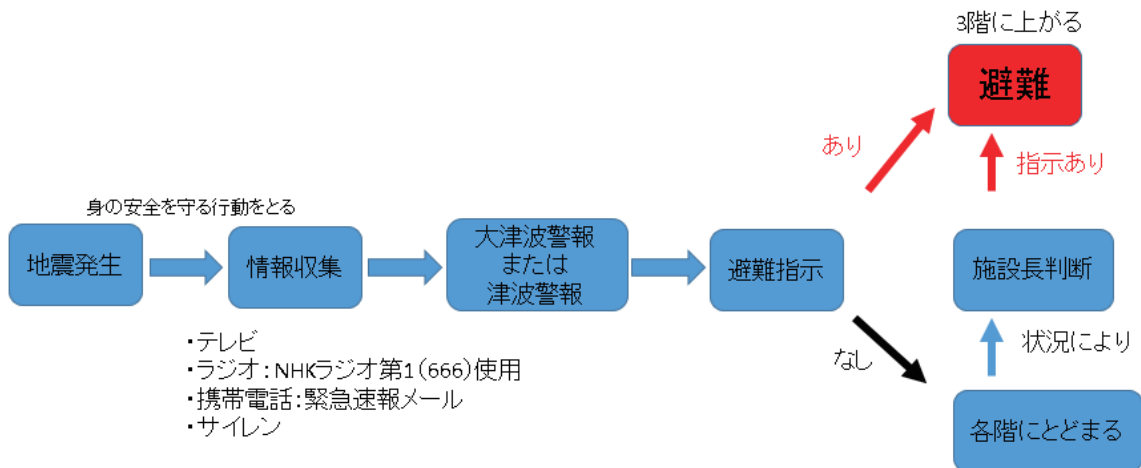 3階に上がる
避難
あり
指示あり
身の安全を守る行動をとる
地震発生
情報収集
大津波警報
または
津波警報
避難指示
施設長判断
・テレビ
・ラジオ：NHKラジオ第1（666）使用
・携帯電話：緊急速報メール
・サイレン
なし
状況により
各階にとどまる